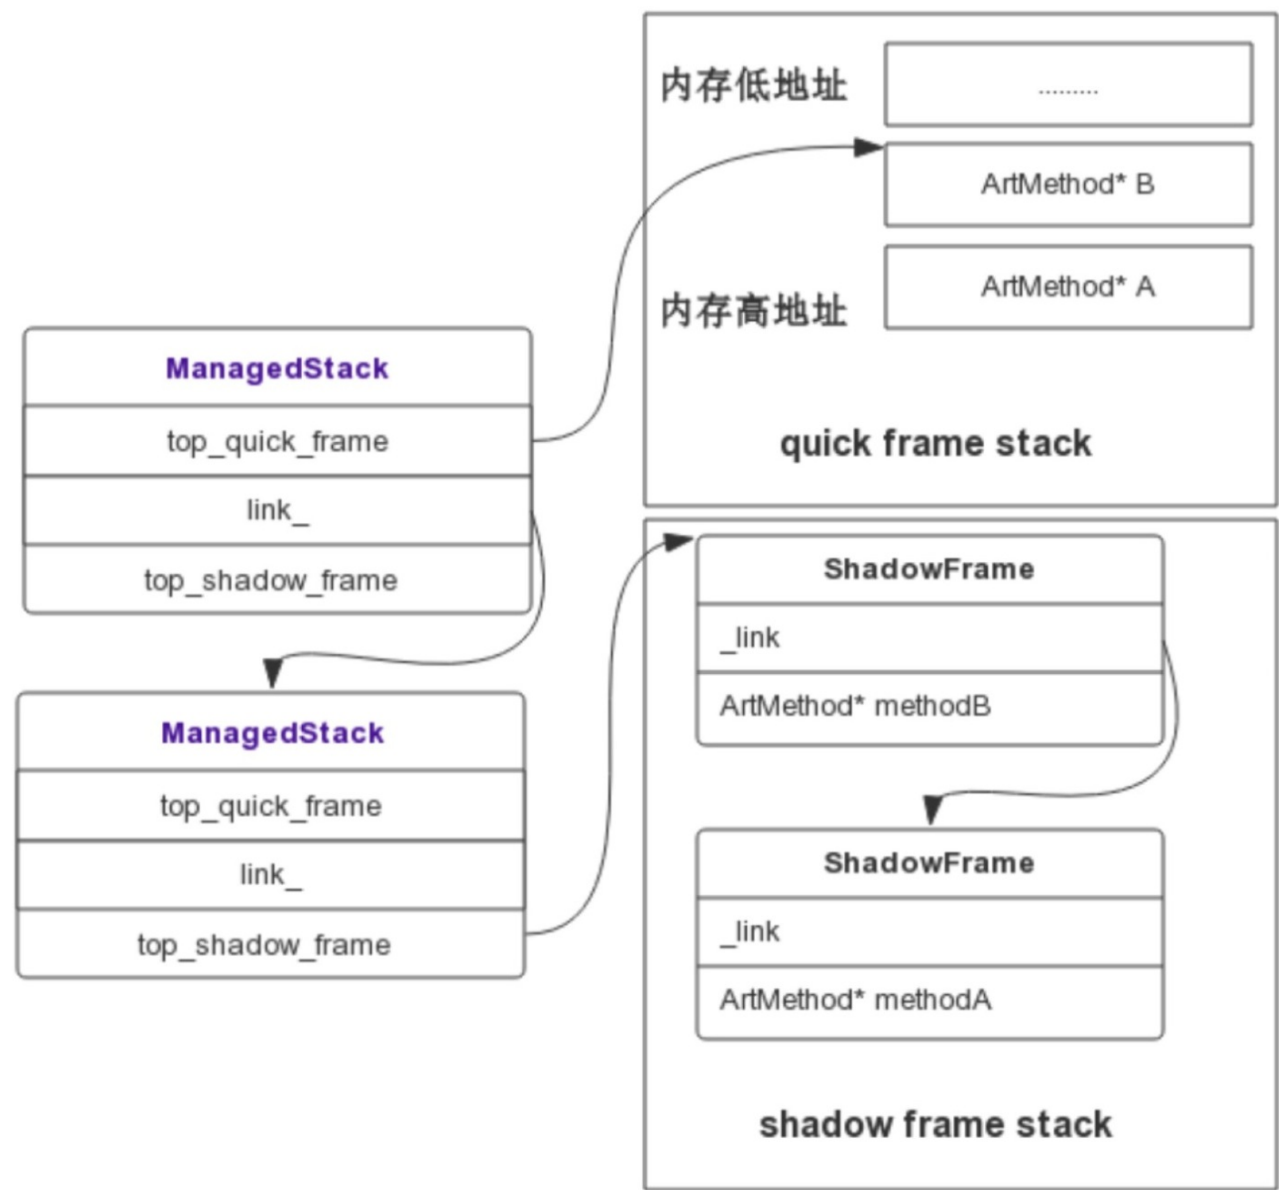 内存低地址
.........
ArtMethod* B
ArtMethod* A
内存高地址
quick frame stack
ManagedStack
top_quick_frame
link_
top_shadow_frame
ManagedStack
top_quick_frame
link_
top_shadow_frame
ShadowFrame
_link
ArtMethod* methodB
ShadowFrame
_link
ArtMethod* methodA
shadow frame stack